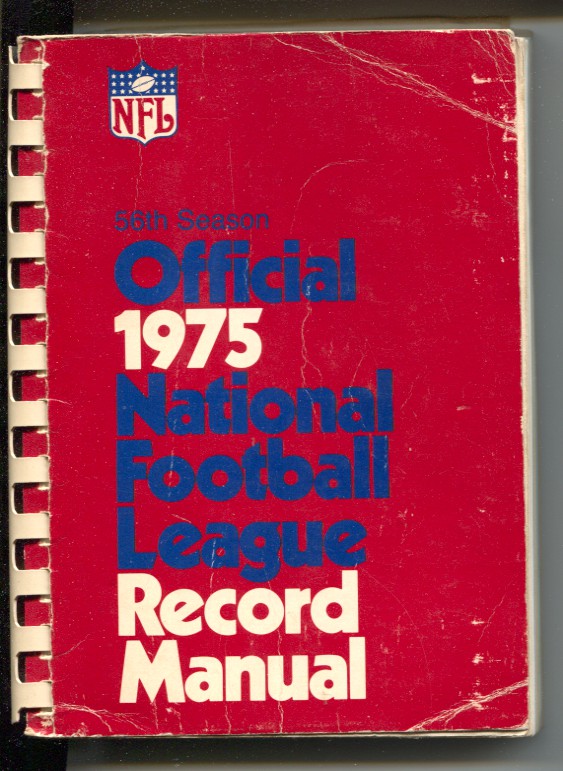 NFL
56th Season
Official
1975
National
Football
League
Record
Manual